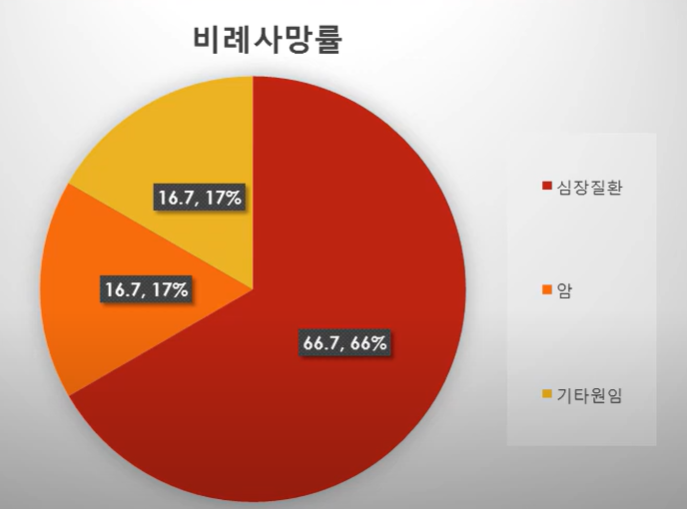 비례사망률
16.7, 17%
16.7, 17%
66.7, 66%
심장질환
암
기타원임